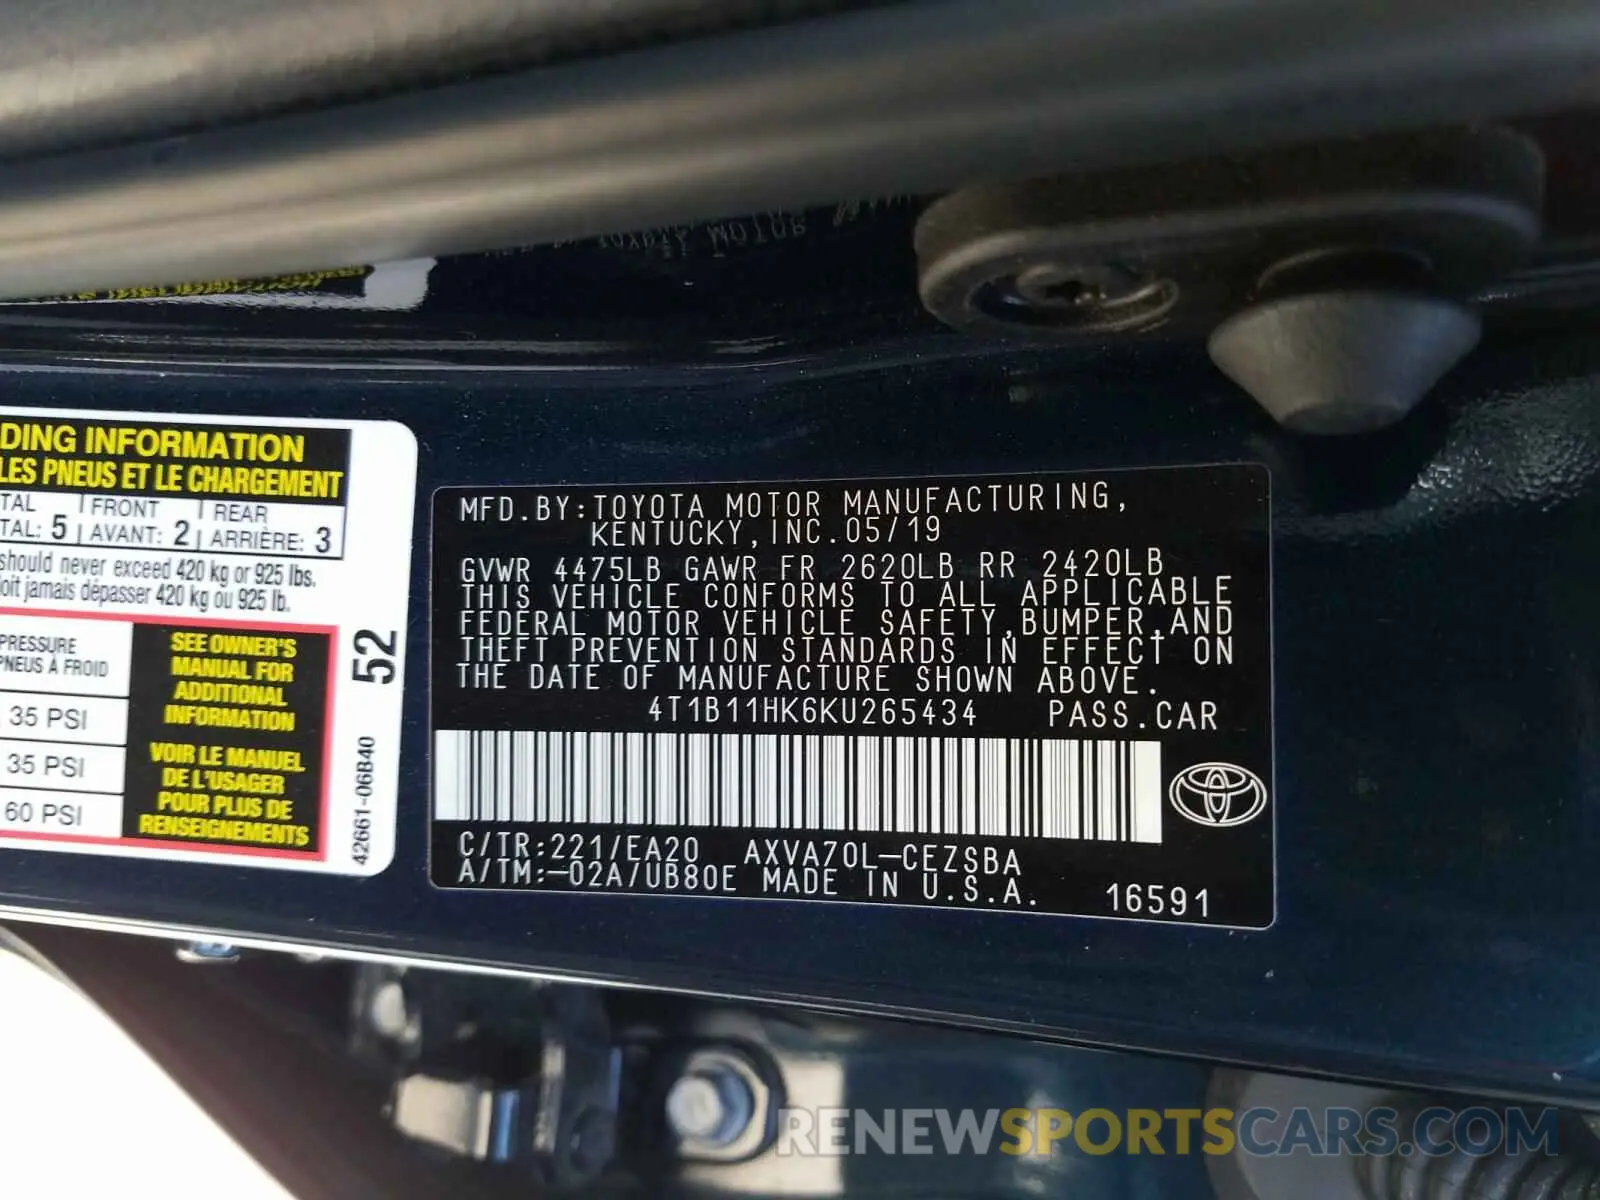 DING INFORMATION
LES PNEUS ET LE CHARGEMENT
TAL | FRONT | REAR
TAL: 5 | AVANT: 2 | ARRIÈRE: 3
should never exceed 420 kg or 925 lbs.
oit jamais dépasser 420 kg ou 925 lb.
PRESSURE
PNEUS À FROID
35 PSI
35 PSI
60 PSI
SEE OWNER'S
MANUAL FOR
ADDITIONAL
INFORMATION
VOIR LE MANUEL
DE L'USAGER
POUR PLUS DE
RENSEIGNEMENTS
52
42661-06B40
MFD.BY:TOYOTA MOTOR MANUFACTURING,
KENTUCKY,INC.05/19
GVWR 4475LB GAWR FR 2620LB RR 2420LB
THIS VEHICLE CONFORMS TO ALL APPLICABLE
FEDERAL MOTOR VEHICLE SAFETY,BUMPER,AND
THEFT PREVENTION STANDARDS IN EFFECT ON
THE DATE OF MANUFACTURE SHOWN ABOVE.
4T1B11HK6KU265434 PASS.CAR
C/TR:221/EA20 AXVA70L-CEZSBA
A/TM:-02A/UB80E MADE IN U.S.A.
16591
RENEWSPORTSCARS.COM